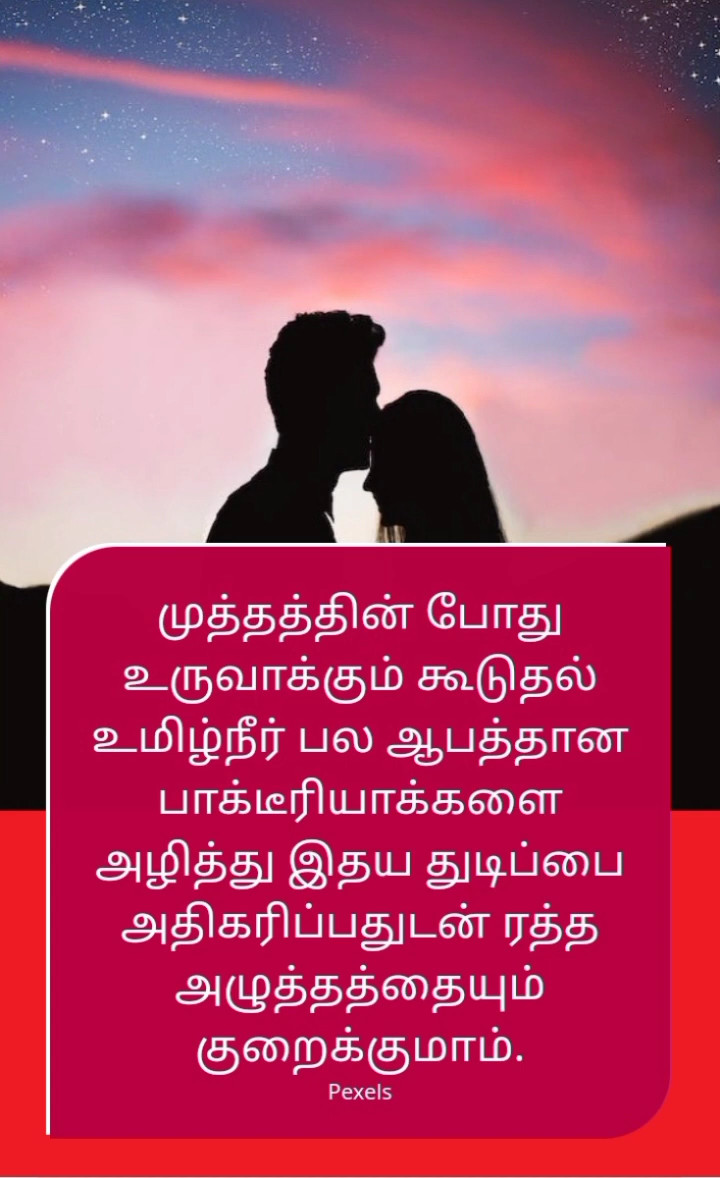 முத்தத்தின் போது
உருவாக்கும் கூடுதல்
உமிழ்நீர் பல ஆபத்தான
பாக்டீரியாக்களை
அழித்து இதய துடிப்பை
அதிகரிப்பதுடன் ரத்த
அழுத்தத்தையும்
குறைக்குமாம்.
Pexels